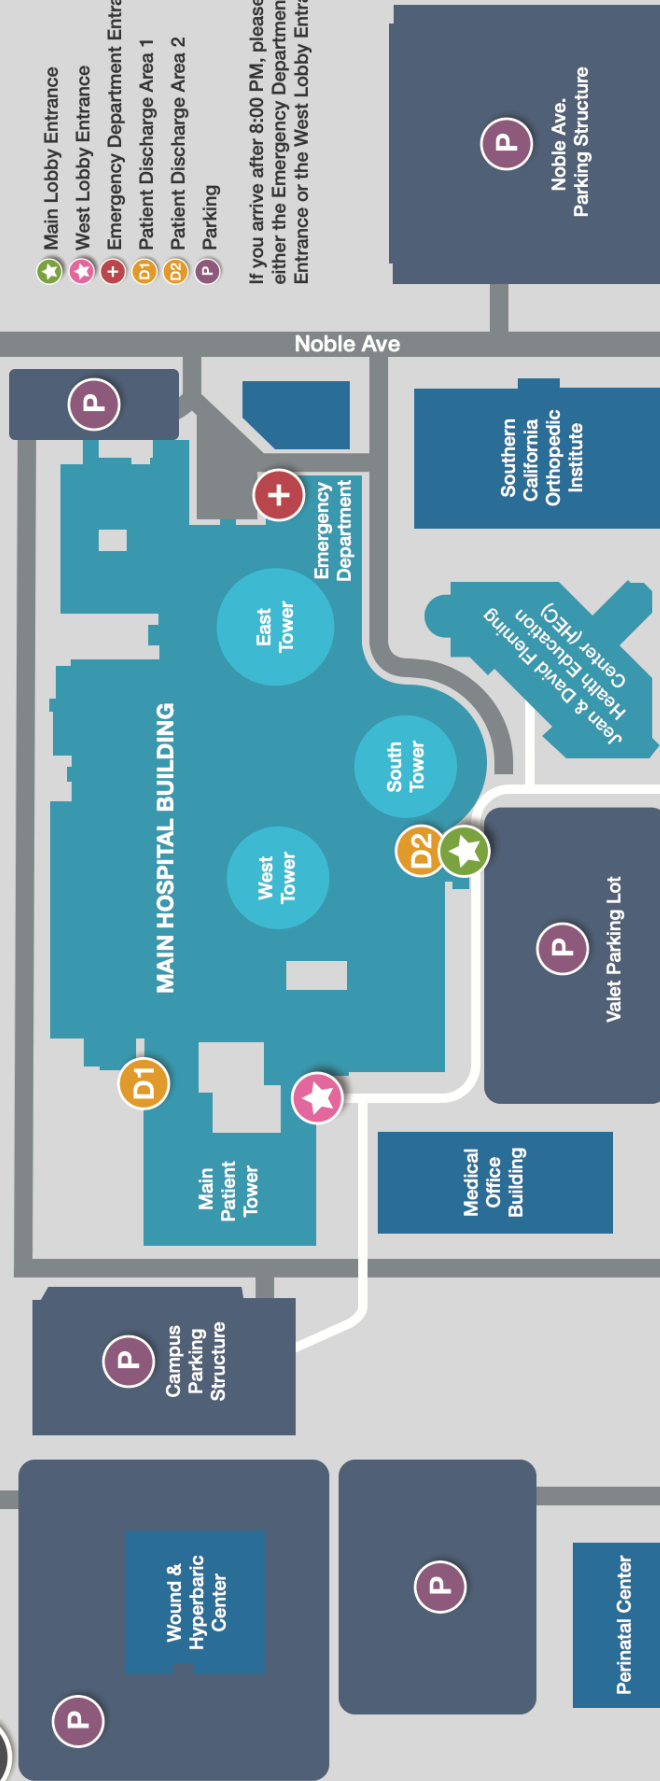 Main Lobby Entrance
West Lobby Entrance
Emergency Department
Patient Discharge Area 1
D1
Patient Discharge Area 2
D2
Parking
P
If you arrive after 8:00 PM, please
either the Emergency
Entrance or the West Lobby
Noble Ave.
Parking Structure
P
Noble Ave
P
Southern
California
Orthopedic
Institute
Emergency
Department
East
Tower
Jean & David Fleming
Health Education
Center (HEC)
MAIN HOSPITAL BUILDING
South
Tower
West
Tower
D2
P
Valet Parking Lot
D1
Main
Patient
Tower
Medical
Office
Building
P
Campus
Parking
Structure
Wound &
Hyperbaric
Center
P
P
Perinatal Center